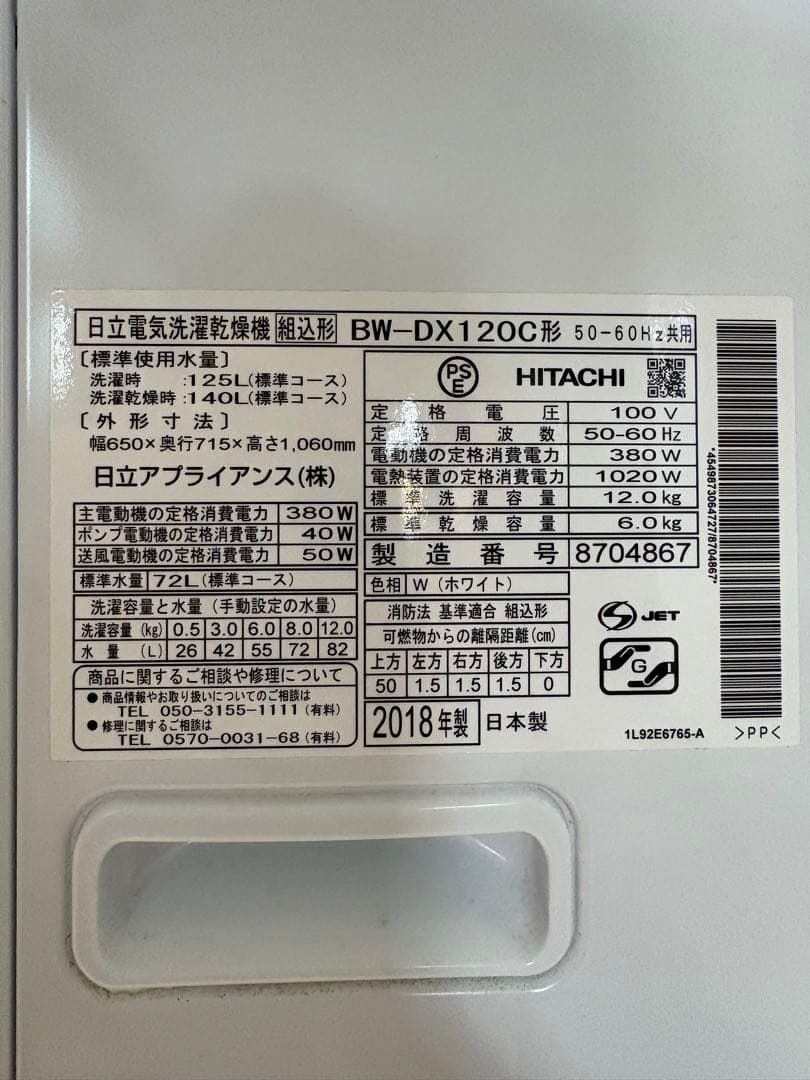 日立電気洗濯乾燥機 組込形 BW-DX120C形 50-60Hz共用
〔標準使用水量〕
洗濯時 :125L(標準コース)
洗濯乾燥時 :140L(標準コース)
〔外形寸法〕
幅650×奥行715×高さ1,060mm
日立アプライアンス(株)
主電動機の定格消費電力 380W
ポンプ電動機の定格消費電力 40W
送風電動機の定格消費電力 50W
標準水量 72L(標準コース)
洗濯容量と水量(手動設定の水量)
洗濯容量(kg) 0.5 3.0 6.0 8.0 12.0
水量(L) 26 42 55 72 82
商品に関するご相談や修理について
●商品情報やお取り扱いについてのご相談は
TEL 050-3155-1111(有料)
●修理に関するご相談は
TEL 0570-0031-68(有料)
PSE HITACHI
定格電圧 100V
定格周波数 50-60Hz
電動機の定格消費電力 380W
電熱装置の定格消費電力 1020W
標準洗濯容量 12.0kg
標準乾燥容量 6.0kg
製造番号 8704867
色相 W(ホワイト)
消防法 基準適合 組込形
可燃物からの離隔距離(cm)
上方 左方 右方 後方 下方
50 1.5 1.5 1.5 0
2018年製 日本製
S JET
G
1L92E6765-A
>PP<
*4549873064727/8704867*